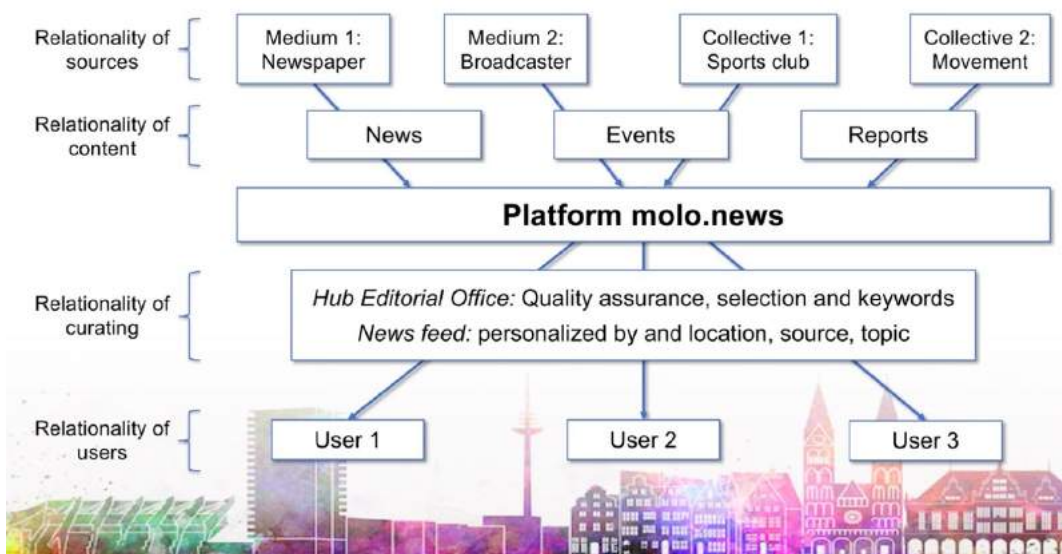 Relationality of
sources
Medium 1:
Newspaper
Medium 2:
Broadcaster
Collective 1:
Sports club
Collective 2:
Movement
Relationality of
content
News
Events
Reports
Platform molo.news
Relationality of
curating
Hub Editorial Office: Quality assurance, selection and keywords
News feed: personalized by and location, source, topic
Relationality of
users
User 1
User 2
User 3